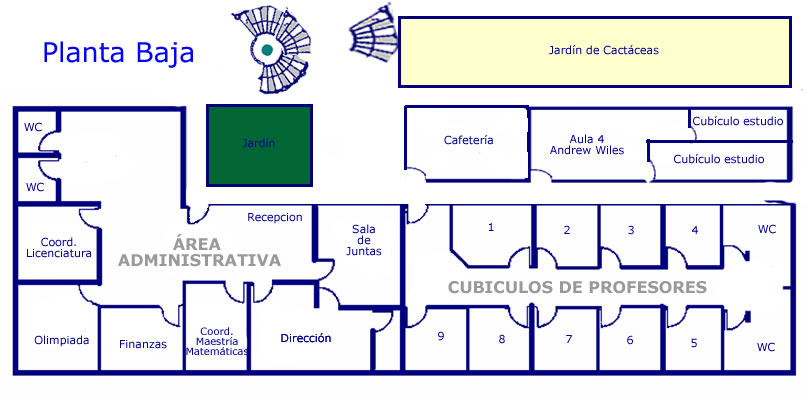 Planta Baja
Jardín de Cactáceas
WC
WC
Jardín
Cafetería
Aula 4
Andrew Wiles
Cubículo estudio
Cubículo estudio
Recepcion
Coord.
Licenciatura
ÁREA
ADMINISTRATIVA
Sala
de
Juntas
1
2
3
4
WC
CUBICULOS DE PROFESORES
Olimpiada
Finanzas
Coord.
Maestría
Matemáticas
Dirección
9
8
7
6
5
WC